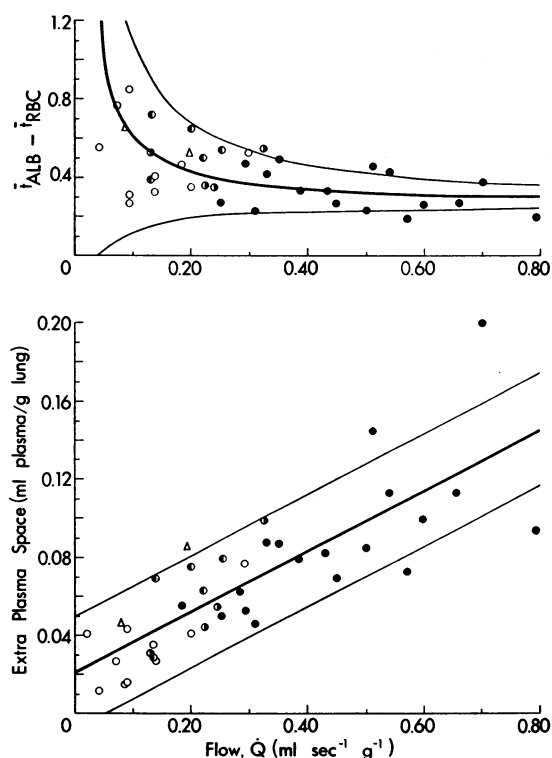 1.2
0.8
0.4
0
t̄ALB – t̄RBC
0 0.20 0.40 0.60 0.80
0.20
0.16
0.12
0.08
0.04
Extra Plasma Space (ml plasma/g lung)
0 0.20 0.40 0.60 0.80
Flow, Q̇ (ml sec⁻¹ g⁻¹)